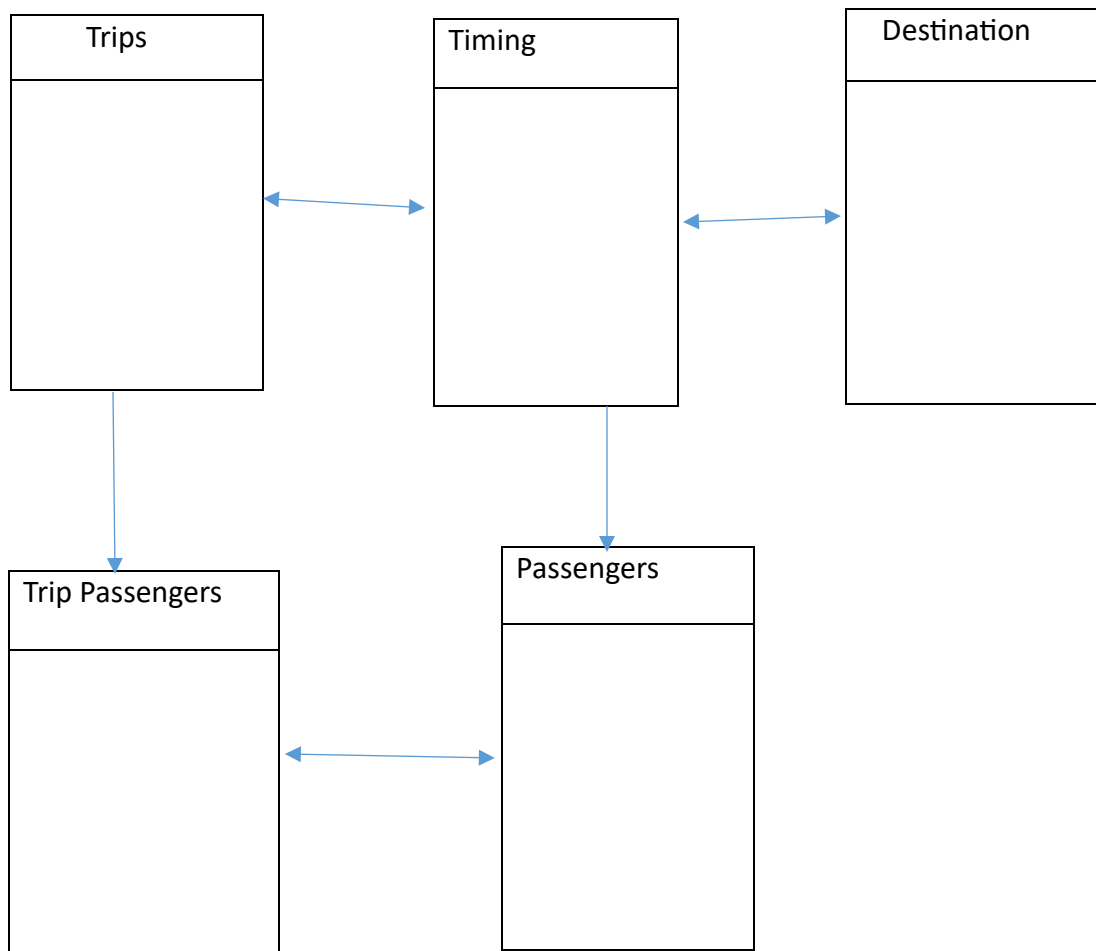 Trips
Timing
Destination
Trip Passengers
Passengers